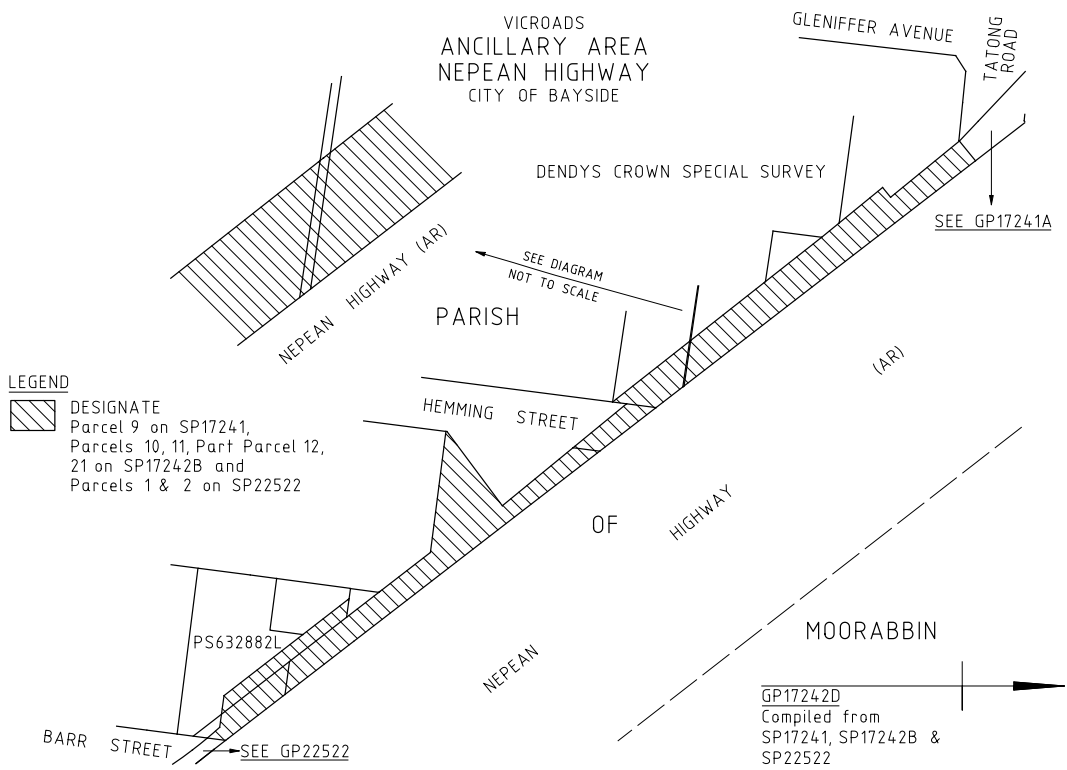 VICROADS
ANCILLARY AREA
NEPEAN HIGHWAY
CITY OF BAYSIDE
GLENIFFER AVENUE
TATONG
ROAD
DENDYS CROWN SPECIAL SURVEY
SEE GP17241A
NEPEAN HIGHWAY (AR)
SEE DIAGRAM
NOT TO SCALE
PARISH
(AR)
LEGEND
DESIGNATE
Parcel 9 on SP17241,
Parcels 10, 11, Part Parcel 12,
21 on SP17242B and
Parcels 1 & 2 on SP22522
HEMMING STREET
HIGHWAY
OF
PS632882L
MOORABBIN
NEPEAN
BARR STREET
SEE GP22522
GP17242D
Compiled from
SP17241, SP17242B &
SP22522